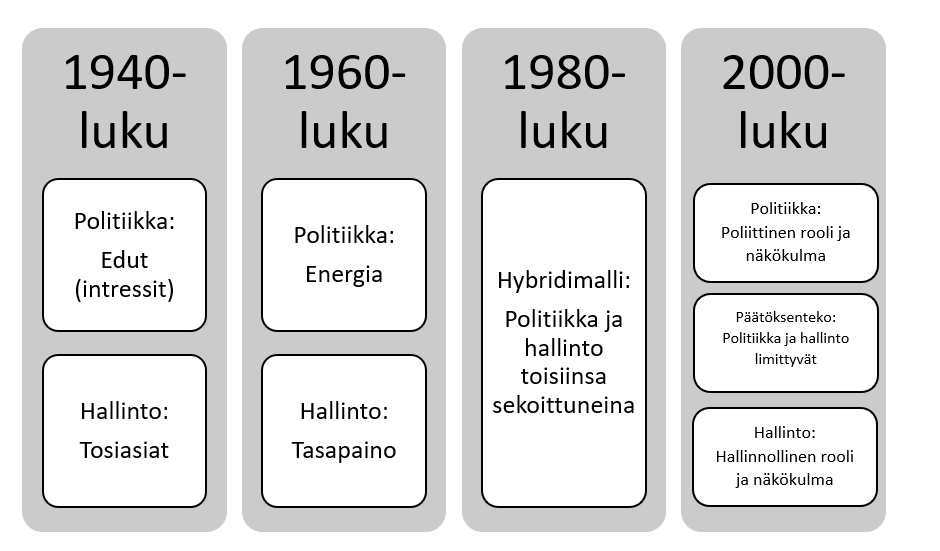 1940-
luku
Politiikka:
Edut
(intressit)
Hallinto:
Tosiasiat
1960-
luku
Politiikka:
Energia
Hallinto:
Tasapaino
1980-
luku
Hybridimalli:
Politiikka ja
hallinto
toisiinsa
sekoittuneina
2000-
luku
Politiikka:
Poliittinen rooli ja
näkökulma
Päätöksenteko:
Politiikka ja hallinto
limittyvät
Hallinto:
Hallinnollinen rooli
ja näkökulma